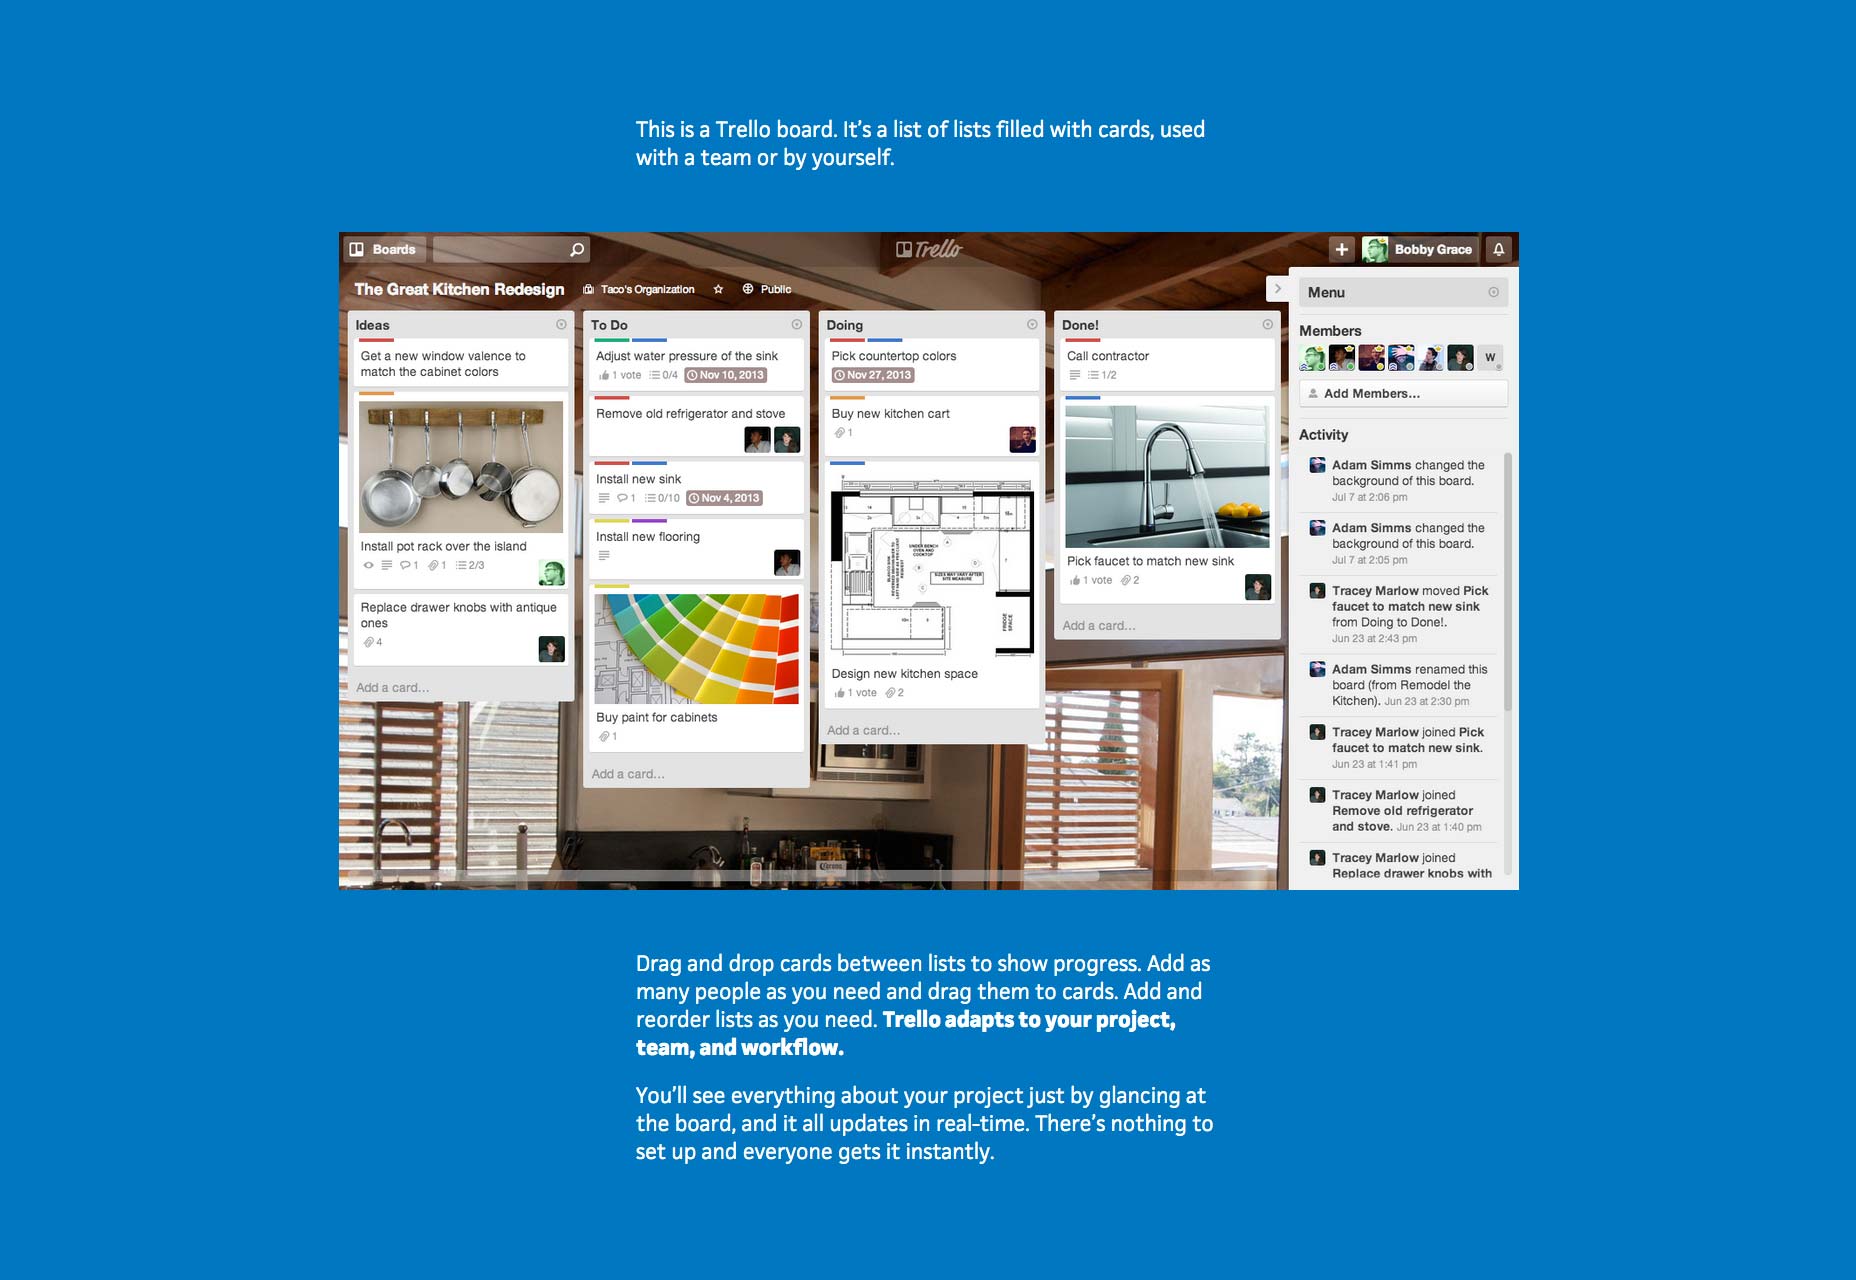 This is a Trello board. It's a list of lists filled with cards, used
with a team or by yourself.
Boards
Trello
Bobby Grace
The Great Kitchen Redesign
Taco's Organization
Public
Ideas
Get a new window valence to
match the cabinet colors
Install pot rack over the island
1
1
2/3
Replace drawer knobs with antique
ones
4
Add a card...
To Do
Adjust water pressure of the sink
1 vote
0/4
Nov 10, 2013
Remove old refrigerator and stove
Install new sink
1
0/10
Nov 4, 2013
Install new flooring
Buy paint for cabinets
1
Add a card...
Doing
Pick countertop colors
Nov 27, 2013
Buy new kitchen cart
1
UNDER BENCH
OVEN AND
COOKTOP
SIZES MAY VARY AFTER
SITE MEASURE
FRIDGE
SPACE
Design new kitchen space
1 vote
2
Add a card...
Done!
Call contractor
1/2
Pick faucet to match new sink
1 vote
2
Add a card...
Menu
Members
W
Add Members...
Activity
Adam Simms changed the
background of this board.
Jul 7 at 2:06 pm
Adam Simms changed the
background of this board.
Jul 7 at 2:05 pm
Tracey Marlow moved Pick
faucet to match new sink
from Doing to Done!.
Jun 23 at 2:43 pm
Adam Simms renamed this
board (from Remodel the
Kitchen). Jun 23 at 2:30 pm
Tracey Marlow joined Pick
faucet to match new sink.
Jun 23 at 1:41 pm
Tracey Marlow joined
Remove old refrigerator
and stove. Jun 23 at 1:40 pm
Tracey Marlow joined
Replace drawer knobs with
Corona
Drag and drop cards between lists to show progress. Add as
many people as you need and drag them to cards. Add and
reorder lists as you need. Trello adapts to your project,
team, and workflow.
You'll see everything about your project just by glancing at
the board, and it all updates in real-time. There's nothing to
set up and everyone gets it instantly.